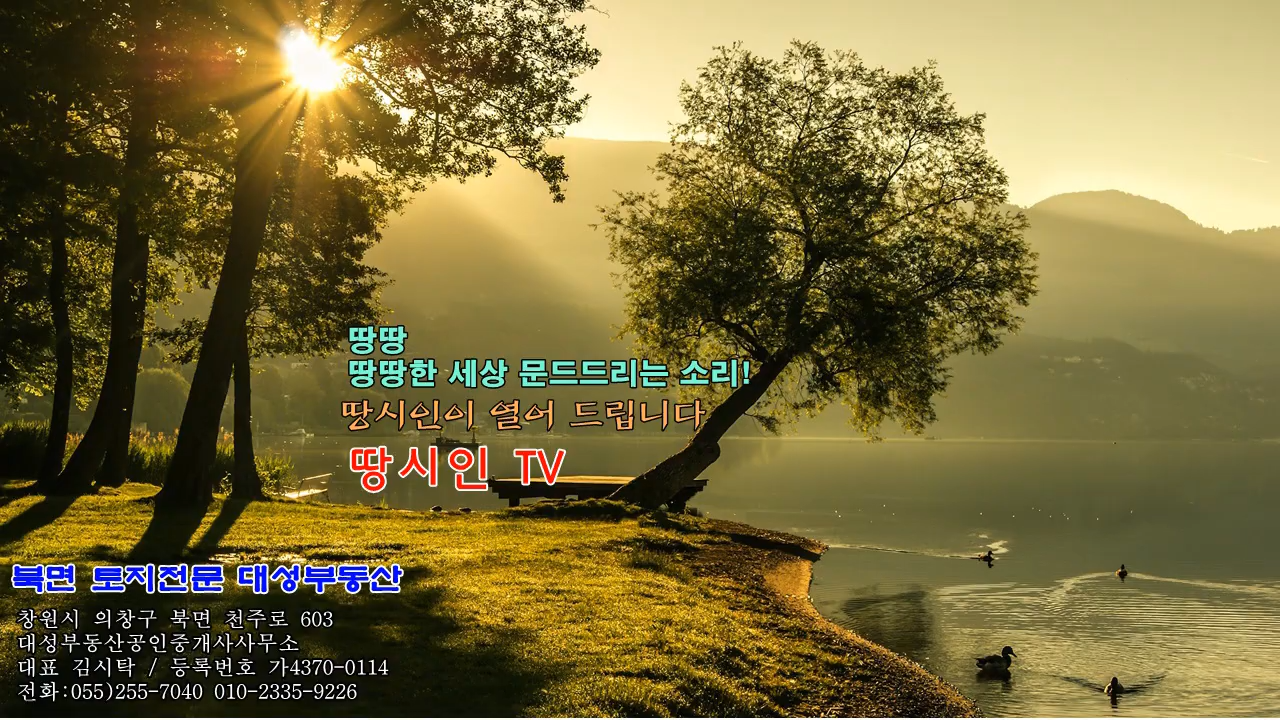 땅땅
땅땅한 세상 문드드리는 소리!
땅시인이 열어 드립니다
땅시인 TV
북면 토지전문 대성부동산
창원시 의창구 북면 천주로 603
대성부동산공인중개사사무소
대표 김시탁 / 등록번호 가4370-0114
전화:055)255-7040 010-2335-9226